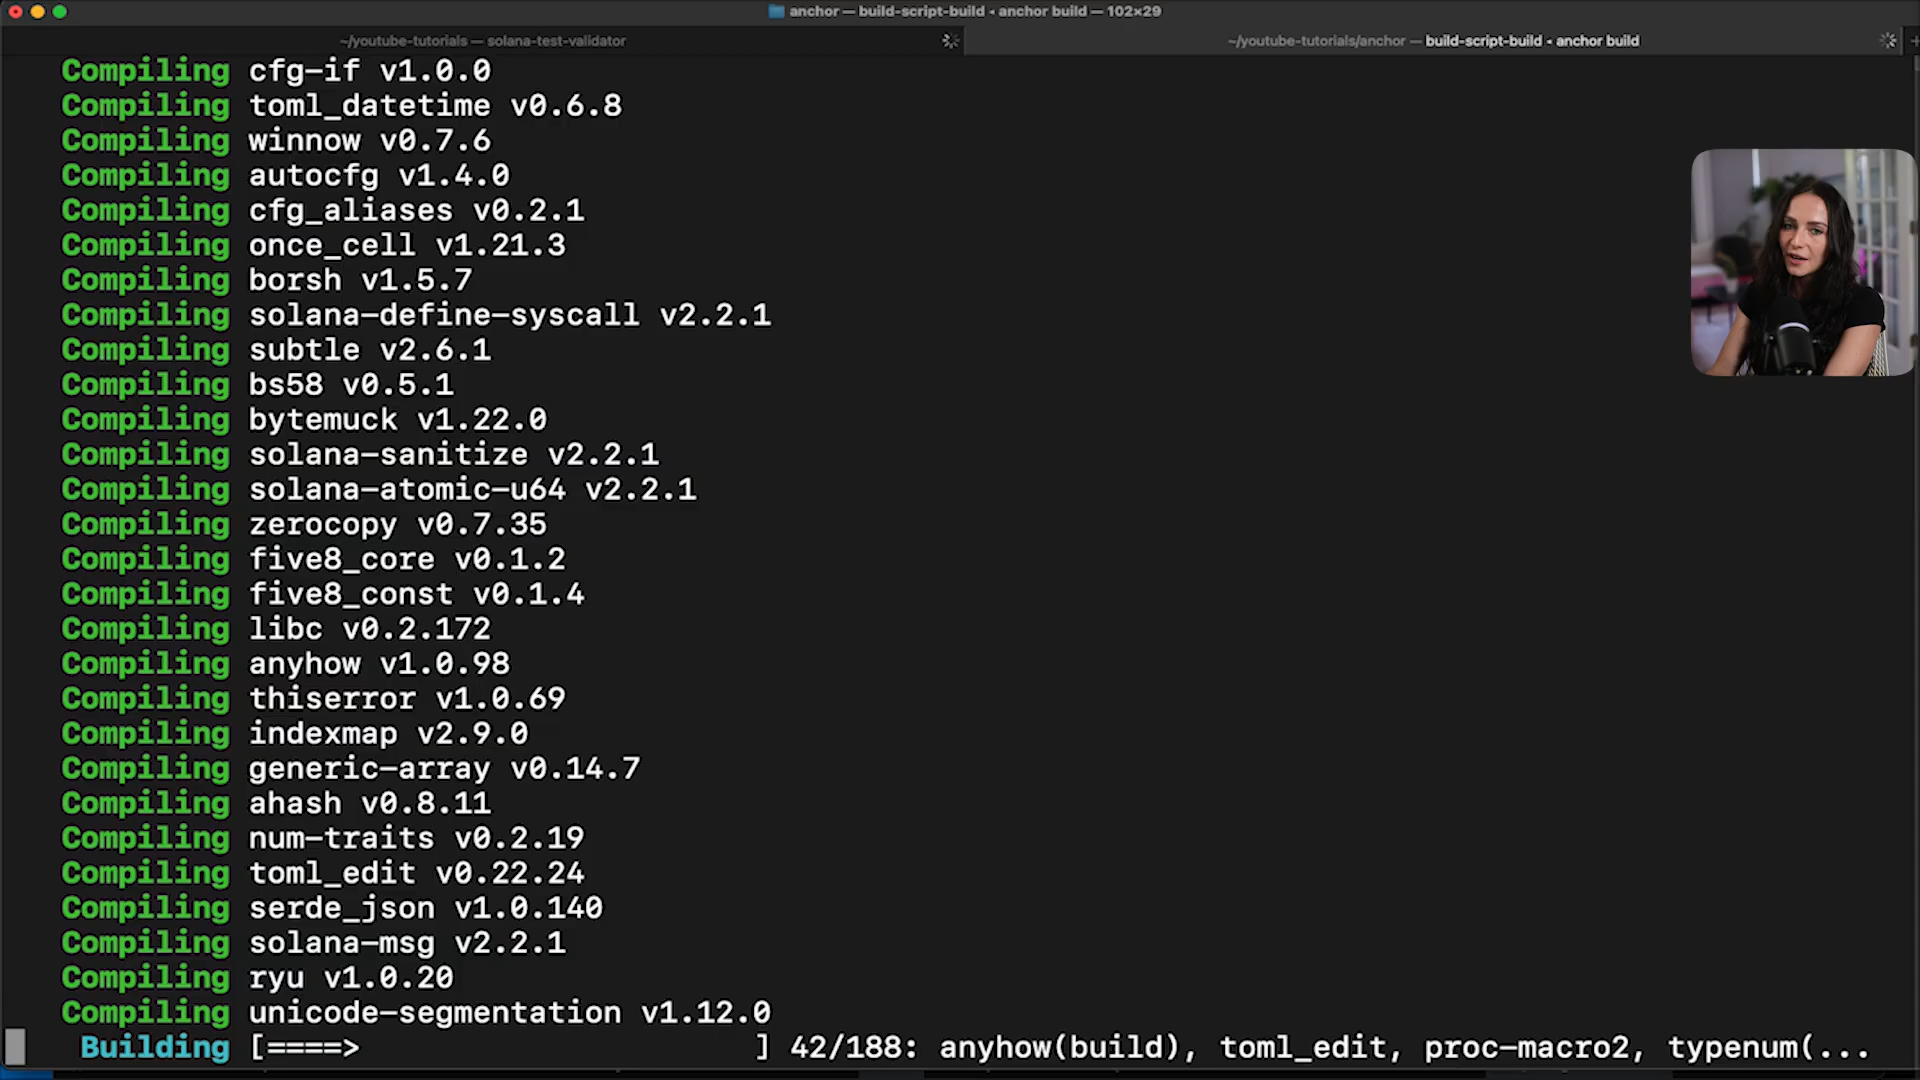 anchor — build-script-build ◂ anchor build — 102×29
~/youtube-tutorials — solana-test-validator
~/youtube-tutorials/anchor — build-script-build ◂ anchor build
Compiling cfg-if v1.0.0
Compiling toml_datetime v0.6.8
Compiling winnow v0.7.6
Compiling autocfg v1.4.0
Compiling cfg_aliases v0.2.1
Compiling once_cell v1.21.3
Compiling borsh v1.5.7
Compiling solana-define-syscall v2.2.1
Compiling subtle v2.6.1
Compiling bs58 v0.5.1
Compiling bytemuck v1.22.0
Compiling solana-sanitize v2.2.1
Compiling solana-atomic-u64 v2.2.1
Compiling zerocopy v0.7.35
Compiling five8_core v0.1.2
Compiling five8_const v0.1.4
Compiling libc v0.2.172
Compiling anyhow v1.0.98
Compiling thiserror v1.0.69
Compiling indexmap v2.9.0
Compiling generic-array v0.14.7
Compiling ahash v0.8.11
Compiling num-traits v0.2.19
Compiling toml_edit v0.22.24
Compiling serde_json v1.0.140
Compiling solana-msg v2.2.1
Compiling ryu v1.0.20
Compiling unicode-segmentation v1.12.0
Building [====> ] 42/188: anyhow(build), toml_edit, proc-macro2, typenum(...